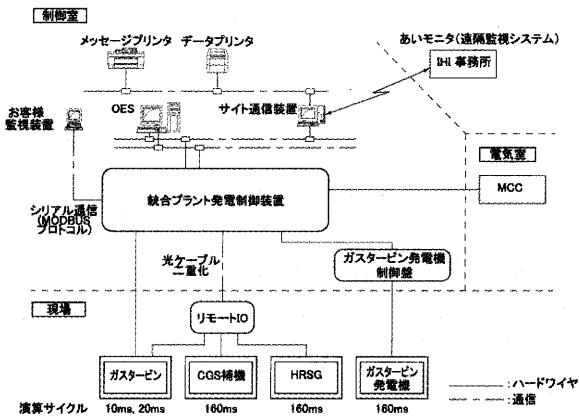 制御室
メッセージプリンタ
データプリンタ
あいモニタ(遠隔監視システム)
IHI 事務所
お客様
監視装置
OES
サイト通信装置
電気室
MCC
統合プラント発電制御装置
シリアル通信
(MODBUS
プロトコル)
光ケーブル
二重化
ガスタービン発電機
制御盤
現場
リモートIO
ガスタービン
CGS補機
HRSG
ガスタービン
発電機
演算サイクル
10ms, 20ms
160ms
160ms
160ms
:ハードワイヤ
:通信